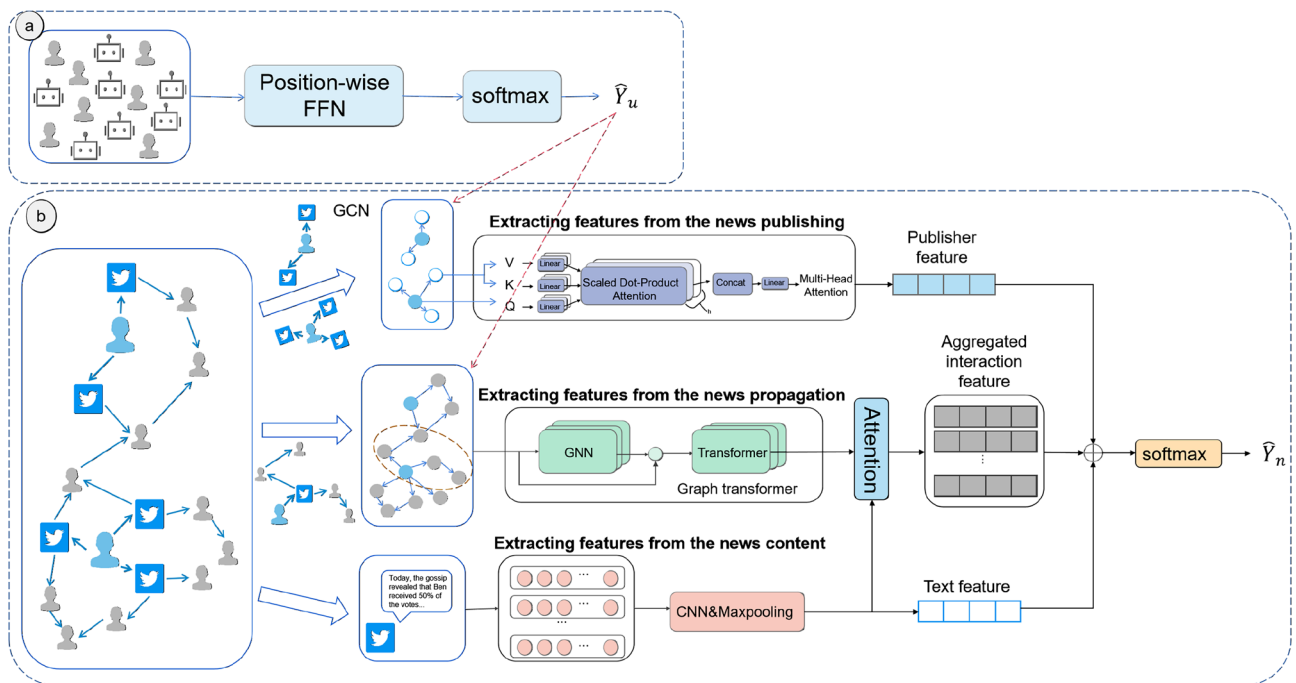 a
Position-wise
FFN
softmax
Ŷu
b
GCN
Extracting features from the news publishing
V
K
Q
Linear
Linear
Linear
Scaled Dot-Product
Attention
h
Concat
Linear
Multi-Head
Attention
Publisher
feature
Extracting features from the news propagation
GNN
Transformer
Graph transformer
Attention
Aggregated
interaction
feature
⋮
softmax
Ŷn
Extracting features from the news content
Today, the gossip
revealed that Ben
received 50% of
the votes...
...
...
...
...
CNN&Maxpooling
Text feature